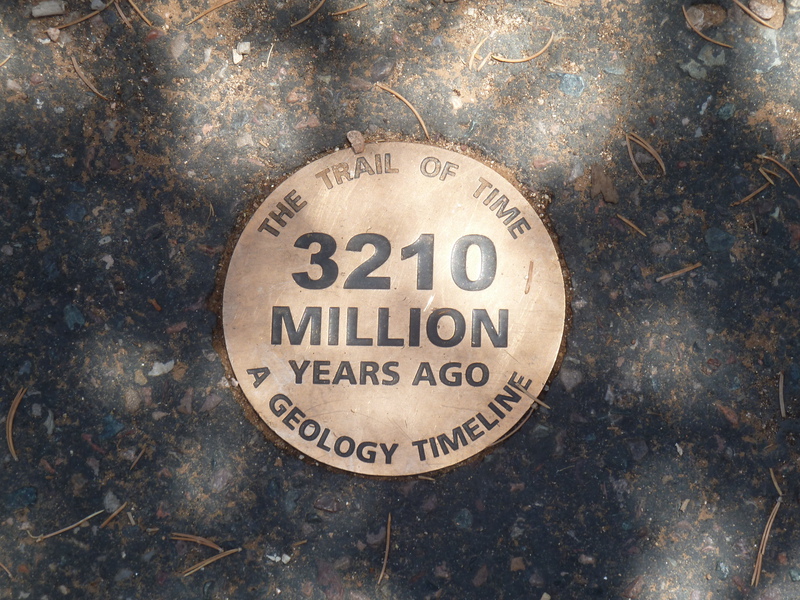 THE TRAIL OF TIME
3210
MILLION
YEARS AGO
A GEOLOGY TIMELINE